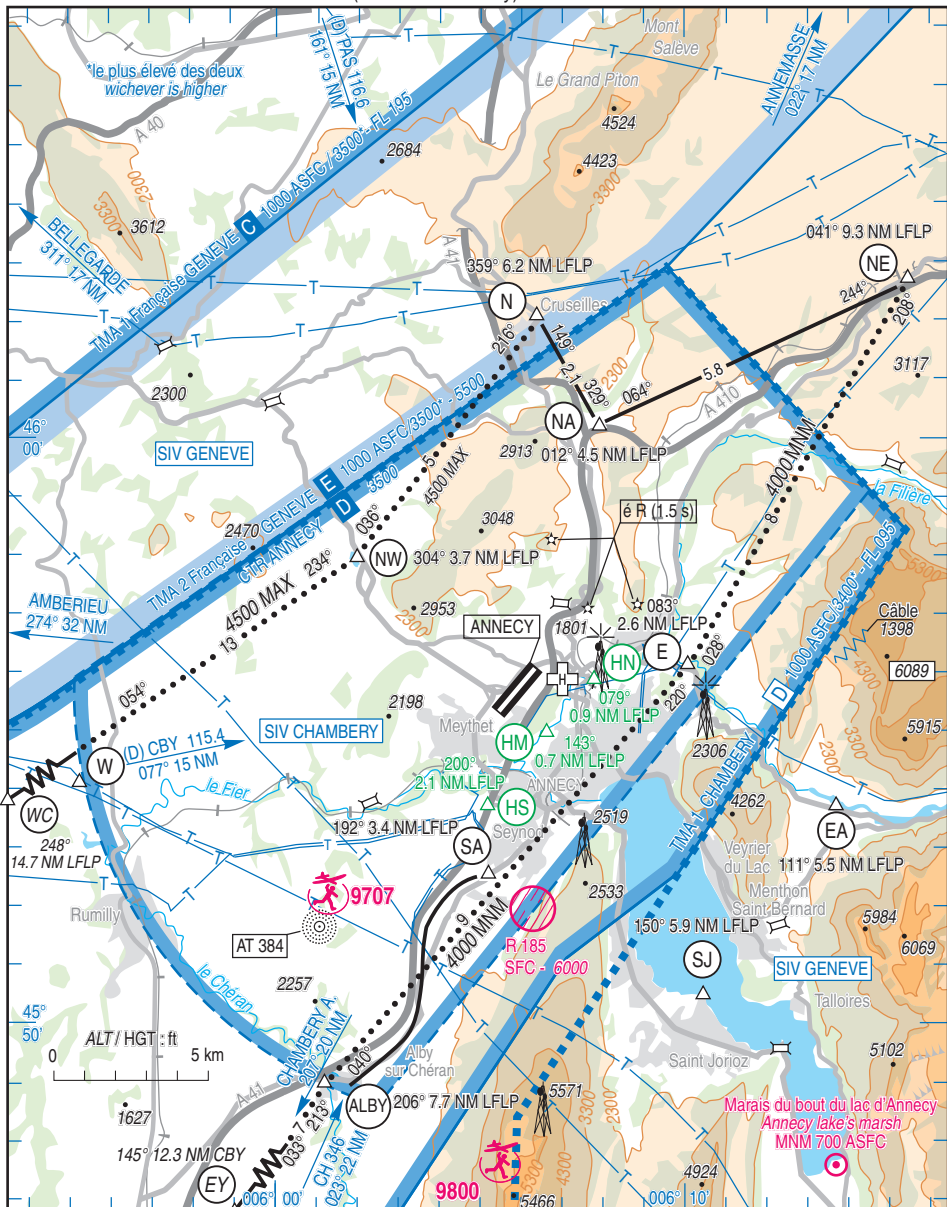 Mont
Salève
Le Grand Piton
4524
4423
3300
*le plus élevé des deux
wichever is higher
(D) PAS 116.6
161° 15 NM
ANNEMASSE
022° 17 NM
A 40
2300
3300
3612
2684
BELLEGARDE
311° 17 NM
TMA 1 Française GENEVE C 1000 ASFC / 3500* - FL 195
A 41
359° 6.2 NM LFLP
N
Cruseilles
041° 9.3 NM LFLP
NE
244°
208°
216°
149°
2.1
329°
2300
064°
5.8
A 410
3117
2300
46°
00'
SIV GENEVE
NA
2913
012° 4.5 NM LFLP
4000 MNM
8
la Filière
TMA 2 Française GENEVE E 1000 ASFC/3500* - 5500
CTR ANNECY D 3500
5
4500 MAX
036°
2470
3048
é R (1.5 s)
NW
304° 3.7 NM LFLP
234°
4500 MAX
13
054°
2953
2300
AMBERIEU
274° 32 NM
ANNECY
1801
083°
2.6 NM LFLP
E
HN
028°
220°
H
079°
0.9 NM LFLP
1000 ASFC/3400* - FL 095
D
TMA 1 CHAMBERY
Câble
1398
4300
3300
6089
5915
2306
3300
2300
2198
Meythet
SIV CHAMBERY
HM
143°
0.7 NM LFLP
(D) CBY 115.4
077° 15 NM
W
WC
248°
14.7 NM LFLP
le Fier
200°
2.1 NM LFLP
HS
ANNECY
Seynod
192° 3.4 NM LFLP
SA
2519
4262
EA
111° 5.5 NM LFLP
Veyrier
du Lac
Menthon
Saint Bernard
2533
9707
AT 384
Rumilly
9
4000 MNM
R 185
SFC - 6000
150° 5.9 NM LFLP
SJ
5984
6069
SIV GENEVE
Talloires
le Chéran
2257
45°
50'
ALT / HGT : ft
0
5 km
CHAMBERY A.
207° 20 NM
040°
Alby
sur Chéran
Saint Jorioz
5102
A 41
ALBY
206° 7.7 NM LFLP
213°
7
033°
1627
145° 12.3 NM CBY
EY
CH 346
023° 22 NM
5571
3300
2300
4300
5300
Marais du bout du lac d'Annecy
Annecy lake's marsh
MNM 700 ASFC
9800
5466
4924
006° 00'
006° 10'